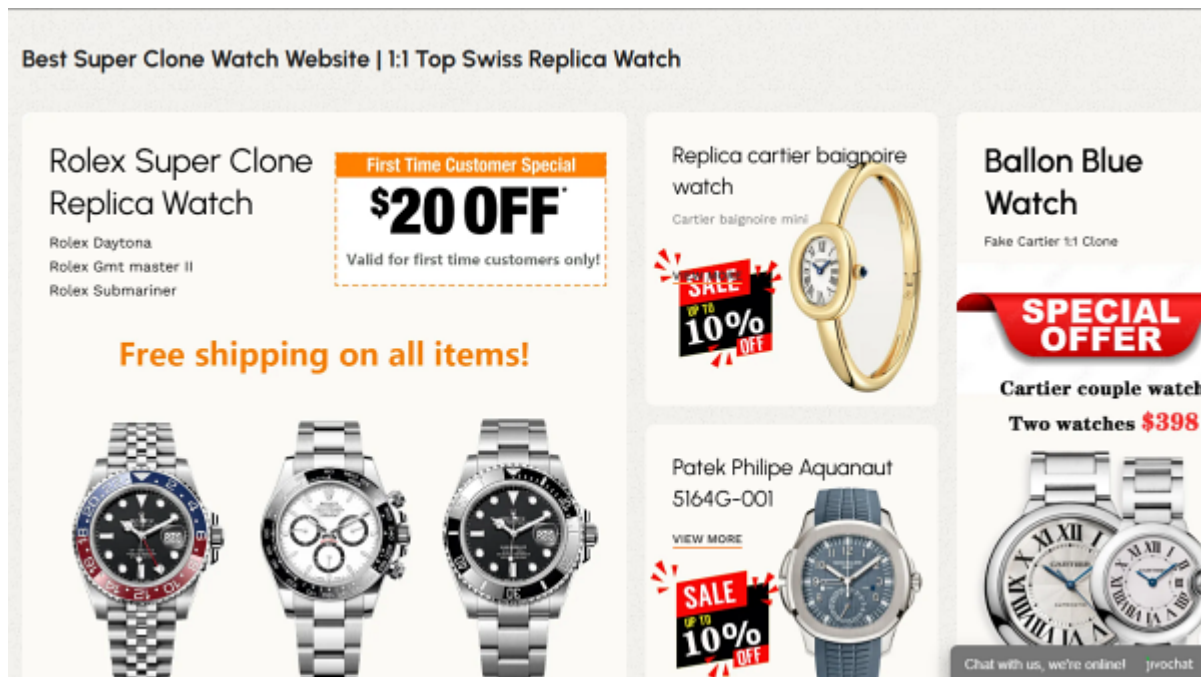 Best Super Clone Watch Website | 1:1 Top Swiss Replica Watch
Rolex Super Clone
Replica Watch
Rolex Daytona
Rolex Gmt master II
Rolex Submariner
First Time Customer Special
$20 OFF*
Valid for first time customers only!
Free shipping on all items!
Replica cartier baignoire
watch
Cartier baignoire mini
SALE
UP TO
10%
OFF
Patek Philipe Aquanaut
5164G-001
VIEW MORE
SALE
UP TO
10%
OFF
Ballon Blue
Watch
Fake Cartier 1:1 Clone
SPECIAL
OFFER
Cartier couple watch
Two watches $398
CARTIER
CARTIER
Chat with us, we're online! jivochat